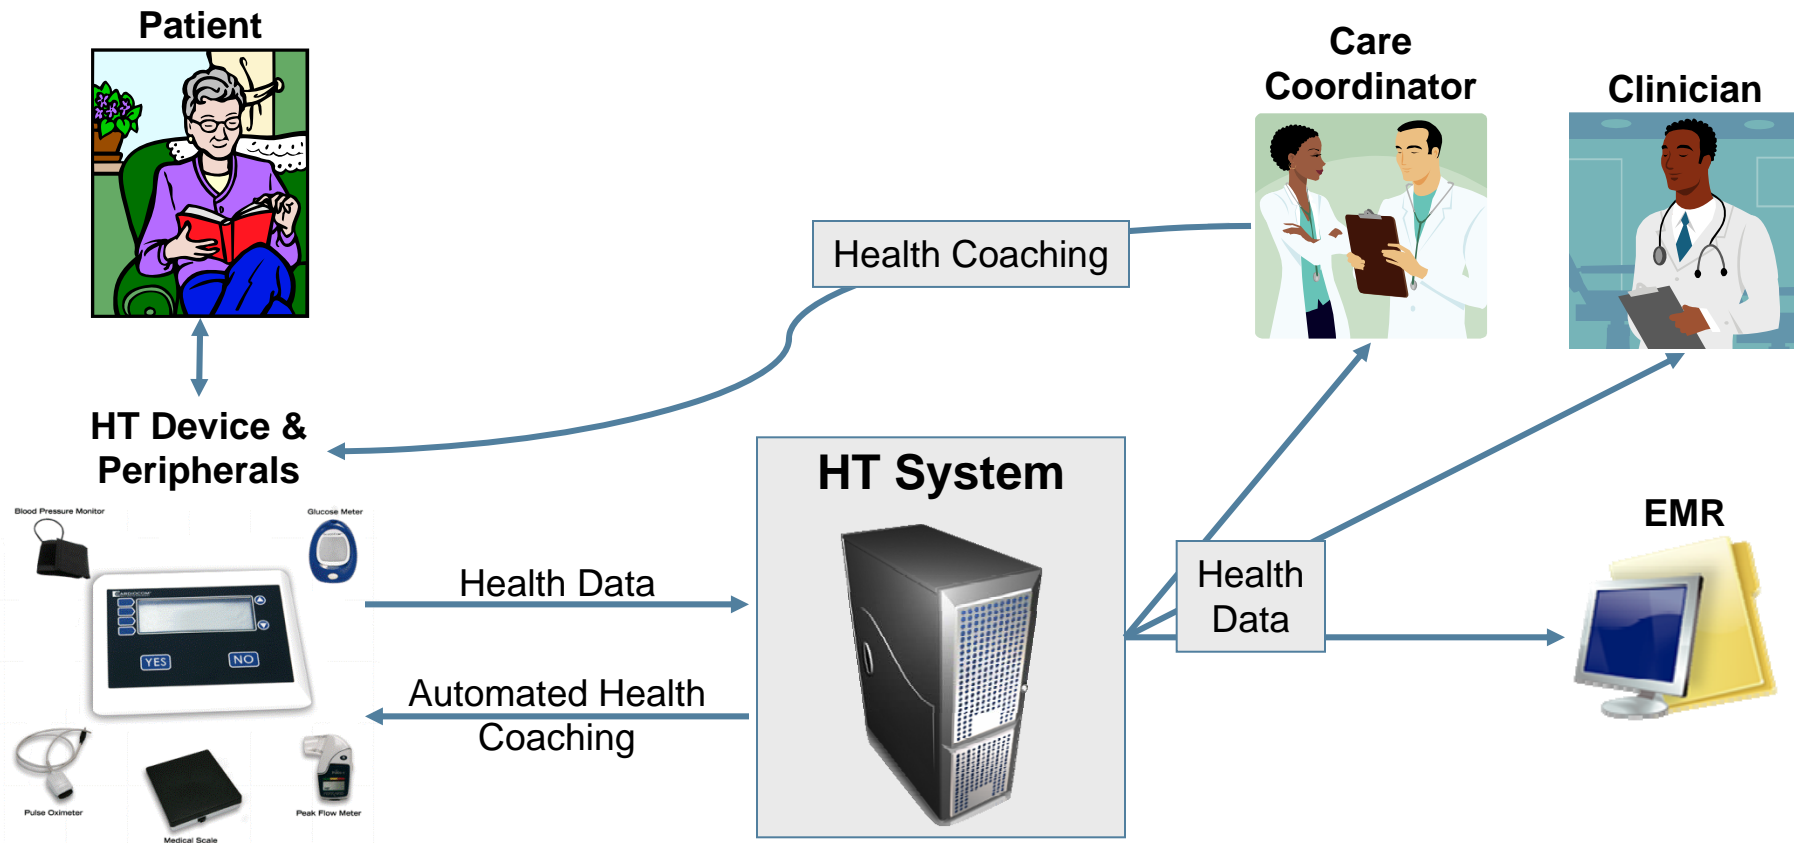 Patient
Care
Coordinator
Clinician
Health Coaching
HT Device &
Peripherals
HT System
Blood Pressure Monitor
Glucose Meter
EMR
Health Data
Health
Data
YES
NO
Automated Health
Coaching
Pulse Oximeter
Peak Flow Meter
Medical Scale